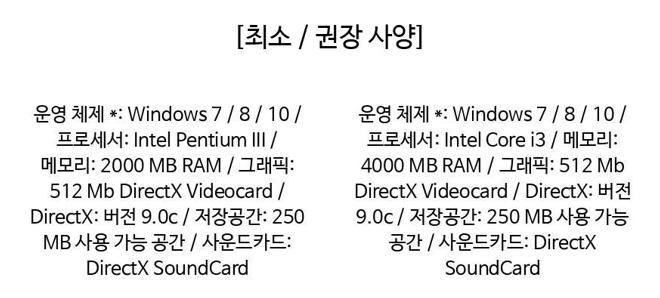 [최소 / 권장 사양]
운영 체제 *: Windows 7 / 8 / 10 /
프로세서: Intel Pentium III /
메모리: 2000 MB RAM / 그래픽:
512 Mb DirectX Videocard /
DirectX: 버전 9.0c / 저장공간: 250
MB 사용 가능 공간 / 사운드카드:
DirectX SoundCard
운영 체제 *: Windows 7 / 8 / 10 /
프로세서: Intel Core i3 / 메모리:
4000 MB RAM / 그래픽: 512 Mb
DirectX Videocard / DirectX: 버전
9.0c / 저장공간: 250 MB 사용 가능
공간 / 사운드카드: DirectX
SoundCard